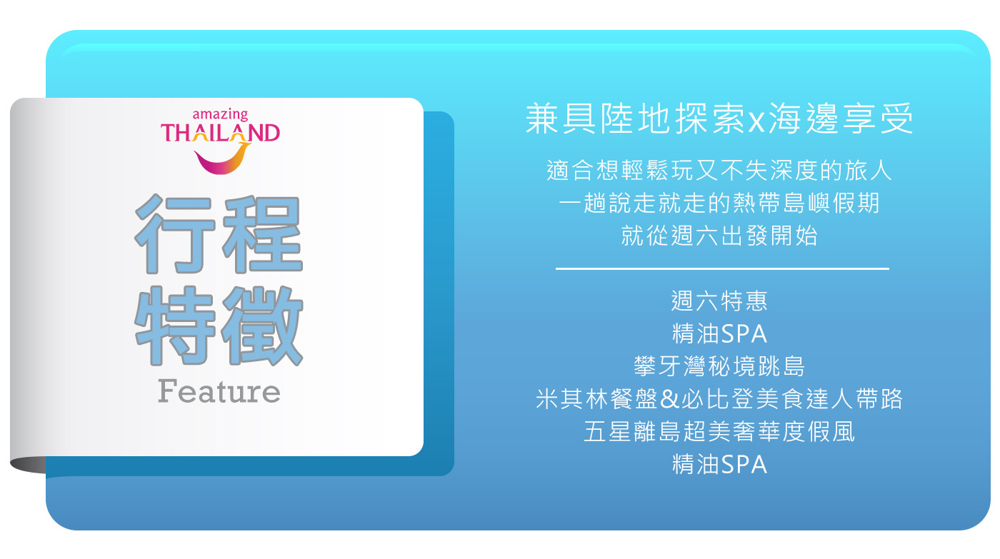 amazing
THAILAND
行程
特徵
Feature
兼具陸地探索x海邊享受
適合想輕鬆玩又不失深度的旅人
一趟說走就走的熱帶島嶼假期
就從週六出發開始
週六特惠
精油SPA
攀牙灣秘境跳島
米其林餐盤&必比登美食達人帶路
五星離島超美奢華度假風
精油SPA